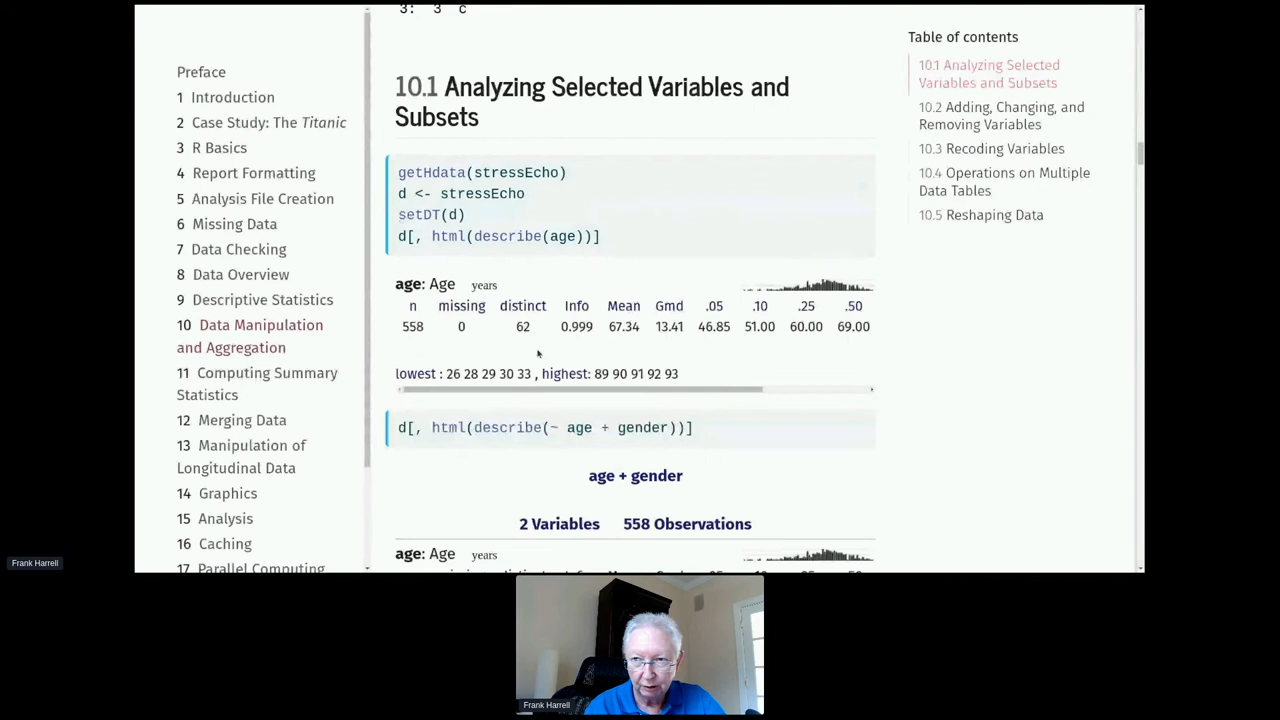 3: 3 c
Preface
1 Introduction
2 Case Study: The Titanic
3 R Basics
4 Report Formatting
5 Analysis File Creation
6 Missing Data
7 Data Checking
8 Data Overview
9 Descriptive Statistics
10 Data Manipulation
and Aggregation
11 Computing Summary
Statistics
12 Merging Data
13 Manipulation of
Longitudinal Data
14 Graphics
15 Analysis
16 Caching
17 Parallel Computing
10.1 Analyzing Selected Variables and
Subsets
getHdata(stressEcho)
d <- stressEcho
setDT(d)
d[, html(describe(age))]
age: Age years
n missing distinct Info Mean Gmd .05 .10 .25 .50
558 0 62 0.999 67.34 13.41 46.85 51.00 60.00 69.00
lowest : 26 28 29 30 33 , highest: 89 90 91 92 93
d[, html(describe(~ age + gender))]
age + gender
2 Variables 558 Observations
age: Age years
Table of contents
10.1 Analyzing Selected
Variables and Subsets
10.2 Adding, Changing, and
Removing Variables
10.3 Recoding Variables
10.4 Operations on Multiple
Data Tables
10.5 Reshaping Data
Frank Harrell
Frank Harrell